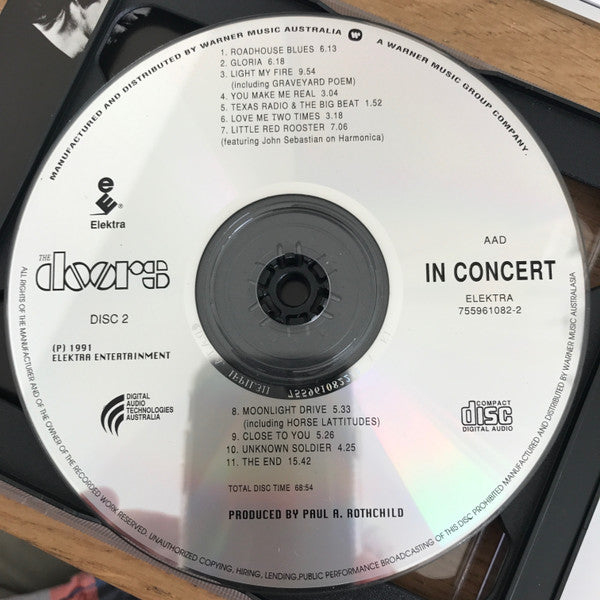 MANUFACTURED AND DISTRIBUTED BY WARNER MUSIC AUSTRALIA
A WARNER MUSIC GROUP COMPANY.
1. ROADHOUSE BLUES 6.13
2. GLORIA 6.18
3. LIGHT MY FIRE 9.54
(including GRAVEYARD POEM)
4. YOU MAKE ME REAL 3.04
5. TEXAS RADIO & THE BIG BEAT 1.52
6. LOVE ME TWO TIMES 3.18
7. LITTLE RED ROOSTER 7.06
(featuring John Sebastian on Harmonica)
Elektra
THE
doors
DISC 2
(P) 1991
ELEKTRA ENTERTAINMENT
AAD
IN CONCERT
ELEKTRA
755961082-2
DIGITAL
AUDIO
TECHNOLOGIES
AUSTRALIA
COMPACT
disc
DIGITAL AUDIO
7559610822
8. MOONLIGHT DRIVE 5.33
(including HORSE LATTITUDES)
9. CLOSE TO YOU 5.26
10. UNKNOWN SOLDIER 4.25
11. THE END 15.42
TOTAL DISC TIME 68:54
PRODUCED BY PAUL A. ROTHCHILD
ALL RIGHTS OF THE MANUFACTURER AND OF THE OWNER OF THE RECORDED WORK RESERVED. UNAUTHORIZED COPYING, HIRING, LENDING,PUBLIC PERFORMANCE BROADCASTING OF THIS DISC PROHIBITED MANUFACTURED AND DISTRIBUTED BY WARNER MUSIC AUSTRALASIA